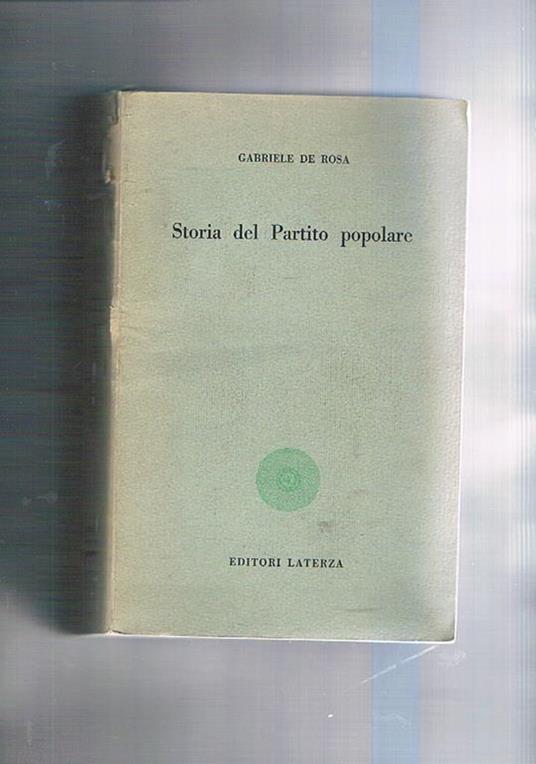 GABRIELE DE ROSA
Storia del Partito popolare
EDITORI LATERZA